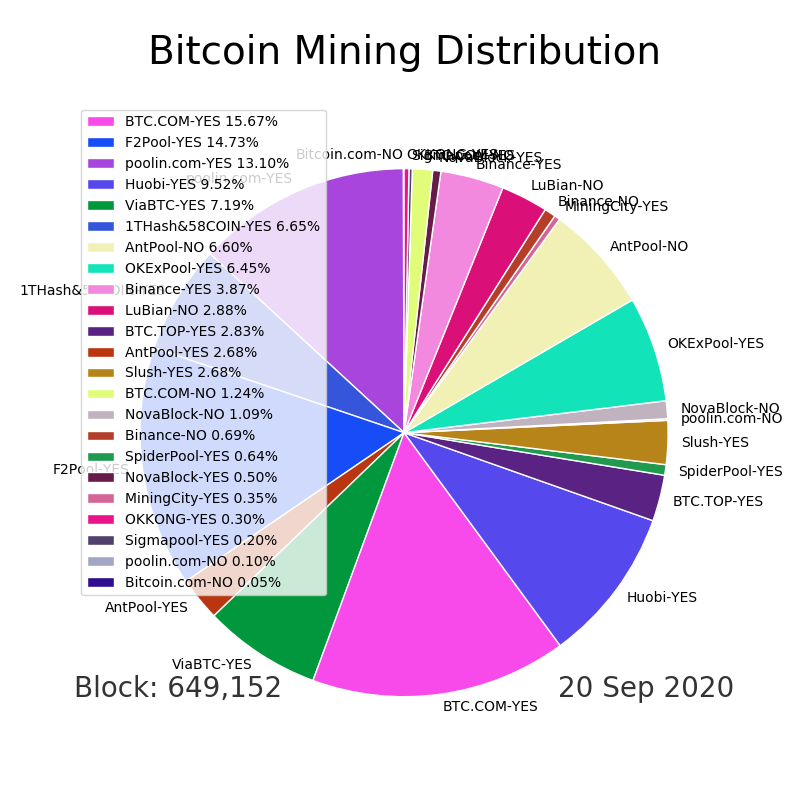 Bitcoin Mining Distribution
BTC.COM-YES 15.67%
F2Pool-YES 14.73%
poolin.com-YES 13.10%
Huobi-YES 9.52%
ViaBTC-YES 7.19%
1THash&58COIN-YES 6.65%
AntPool-NO 6.60%
OKExPool-YES 6.45%
Binance-YES 3.87%
LuBian-NO 2.88%
BTC.TOP-YES 2.83%
AntPool-YES 2.68%
Slush-YES 2.68%
BTC.COM-NO 1.24%
NovaBlock-NO 1.09%
Binance-NO 0.69%
SpiderPool-YES 0.64%
NovaBlock-YES 0.50%
MiningCity-YES 0.35%
OKKONG-YES 0.30%
Sigmapool-YES 0.20%
poolin.com-NO 0.10%
Bitcoin.com-NO 0.05%
Bitcoin.com-NO
OKKONG-YES
Binance-YES
LuBian-NO
Binance-NO
MiningCity-YES
AntPool-NO
OKExPool-YES
NovaBlock-NO
poolin.com-NO
Slush-YES
SpiderPool-YES
BTC.TOP-YES
Huobi-YES
BTC.COM-YES
ViaBTC-YES
AntPool-YES
F2Pool-YES
1THash&58COIN-YES
poolin.com-YES
Block: 649,152
20 Sep 2020